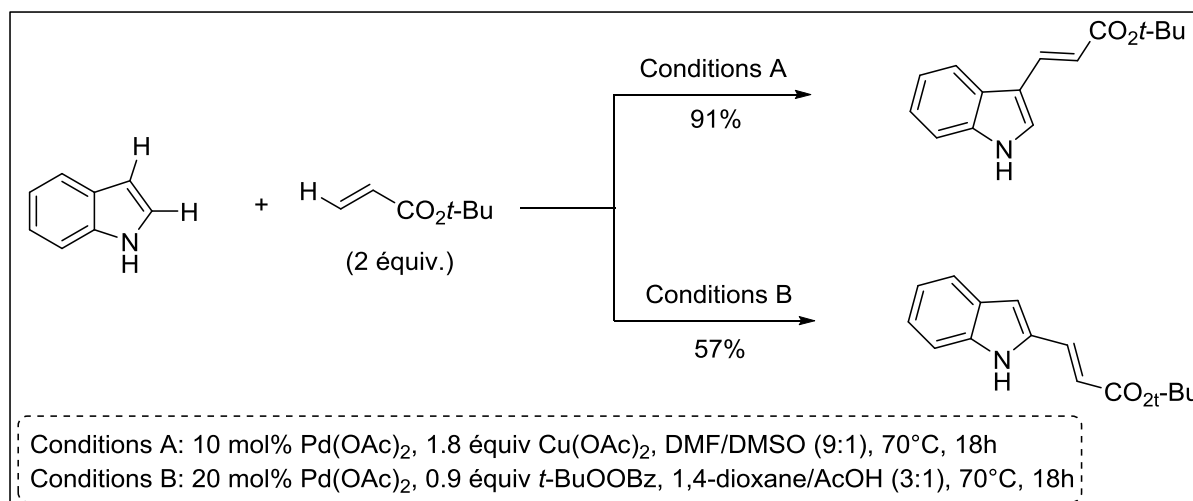 CO2t-Bu
Conditions A
91%
N
H
H
H
N
H
+
H
CO2t-Bu
(2 équiv.)
Conditions B
57%
N
H
CO2t-Bu
Conditions A: 10 mol% Pd(OAc)2, 1.8 équiv Cu(OAc)2, DMF/DMSO (9:1), 70°C, 18h
Conditions B: 20 mol% Pd(OAc)2, 0.9 équiv t-BuOOBz, 1,4-dioxane/AcOH (3:1), 70°C, 18h